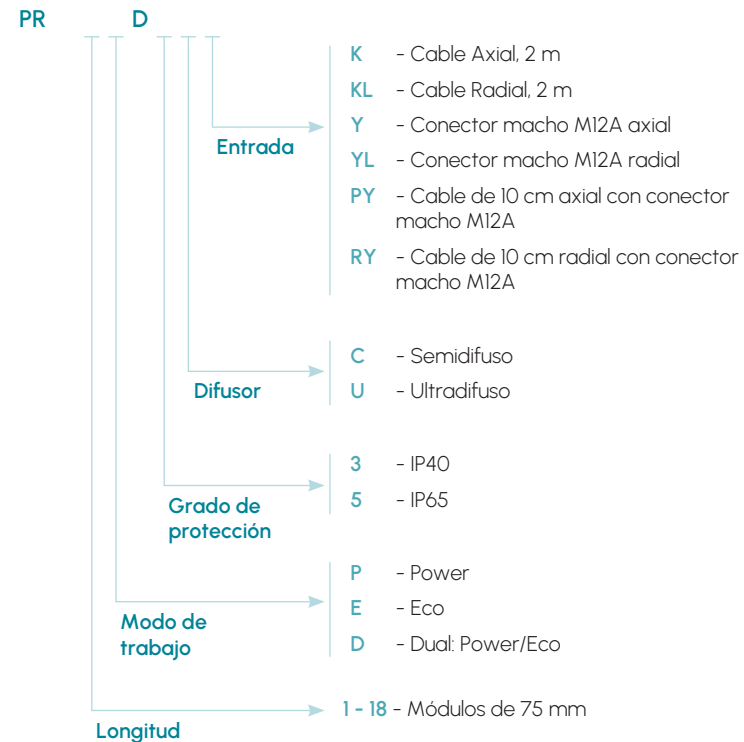 PR D
K - Cable Axial, 2 m
KL - Cable Radial, 2 m
Y - Conector macho M12A axial
Entrada
YL - Conector macho M12A radial
PY - Cable de 10 cm axial con conector
macho M12A
RY - Cable de 10 cm radial con conector
macho M12A
C - Semidifuso
Difusor
U - Ultradifuso
3 - IP40
Grado de
protección
5 - IP65
P - Power
Modo de
trabajo
E - Eco
D - Dual: Power/Eco
Longitud
1 - 18 - Módulos de 75 mm